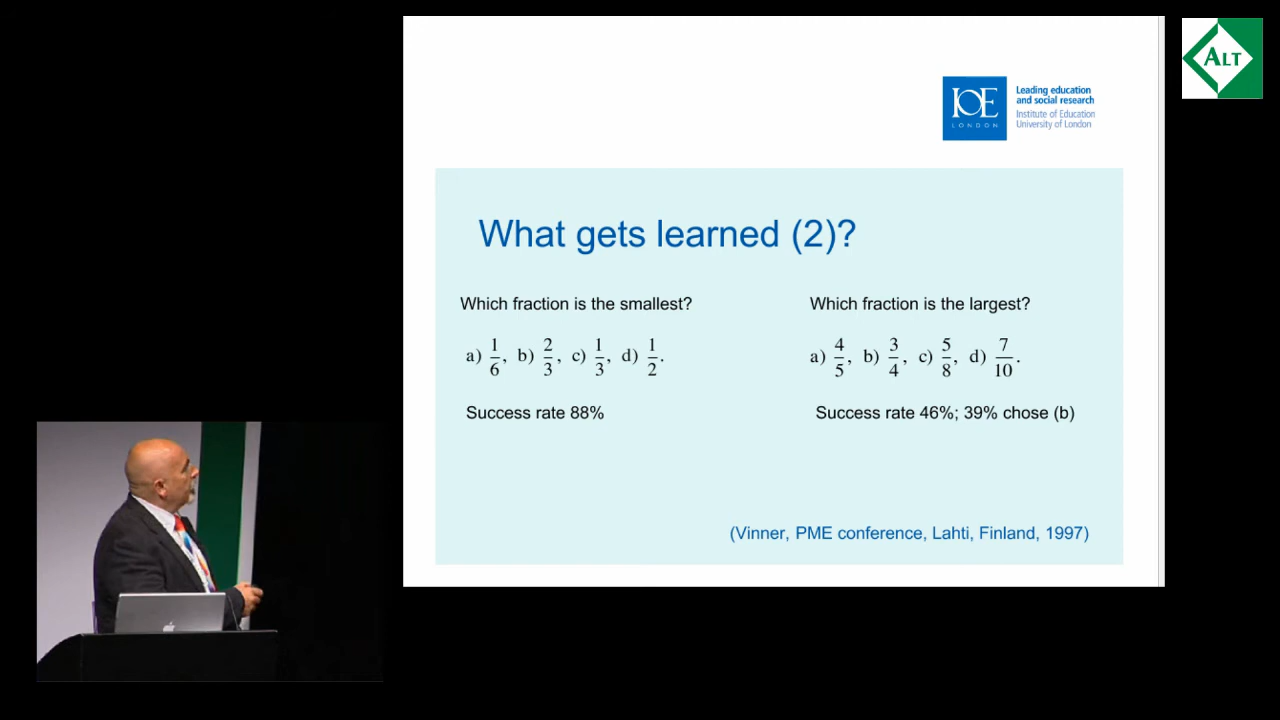 ALT
IOE
LONDON
Leading education
and social research
Institute of Education
University of London
What gets learned (2)?
Which fraction is the smallest?
a) 1/6, b) 2/3, c) 1/3, d) 1/2.
Success rate 88%
Which fraction is the largest?
a) 4/5, b) 3/4, c) 5/8, d) 7/10.
Success rate 46%; 39% chose (b)
(Vinner, PME conference, Lahti, Finland, 1997)